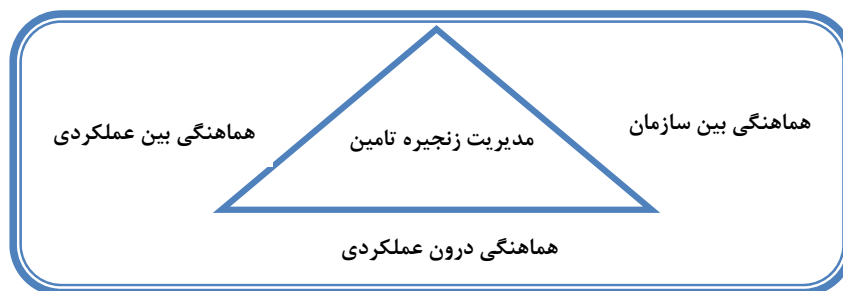 هماهنگی بین سازمان
هماهنگی بین عملکردی
مدیریت زنجیره تامین
هماهنگی درون عملکردی